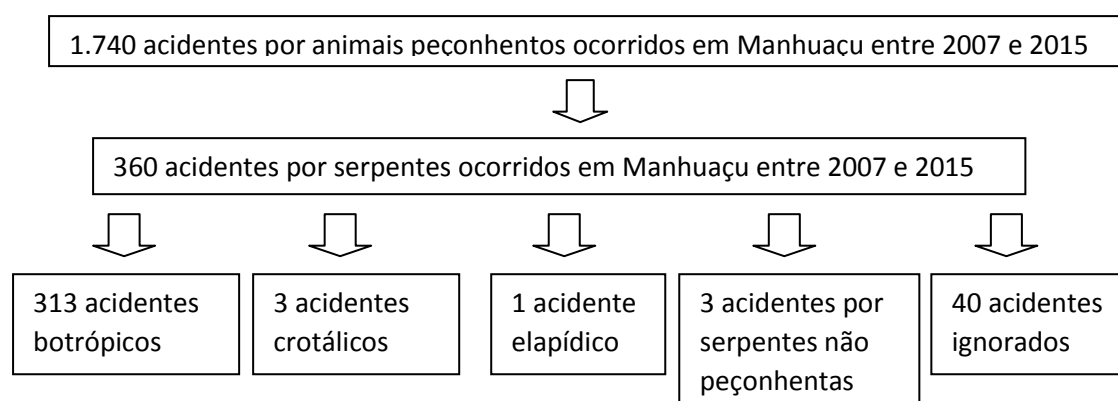 1.740 acidentes por animais peçonhentos ocorridos em Manhuaçu entre 2007 e 2015
360 acidentes por serpentes ocorridos em Manhuaçu entre 2007 e 2015
313 acidentes
botrópicos
3 acidentes
crotálicos
1 acidente
elapídico
3 acidentes por
serpentes não
peçonhentas
40 acidentes
ignorados